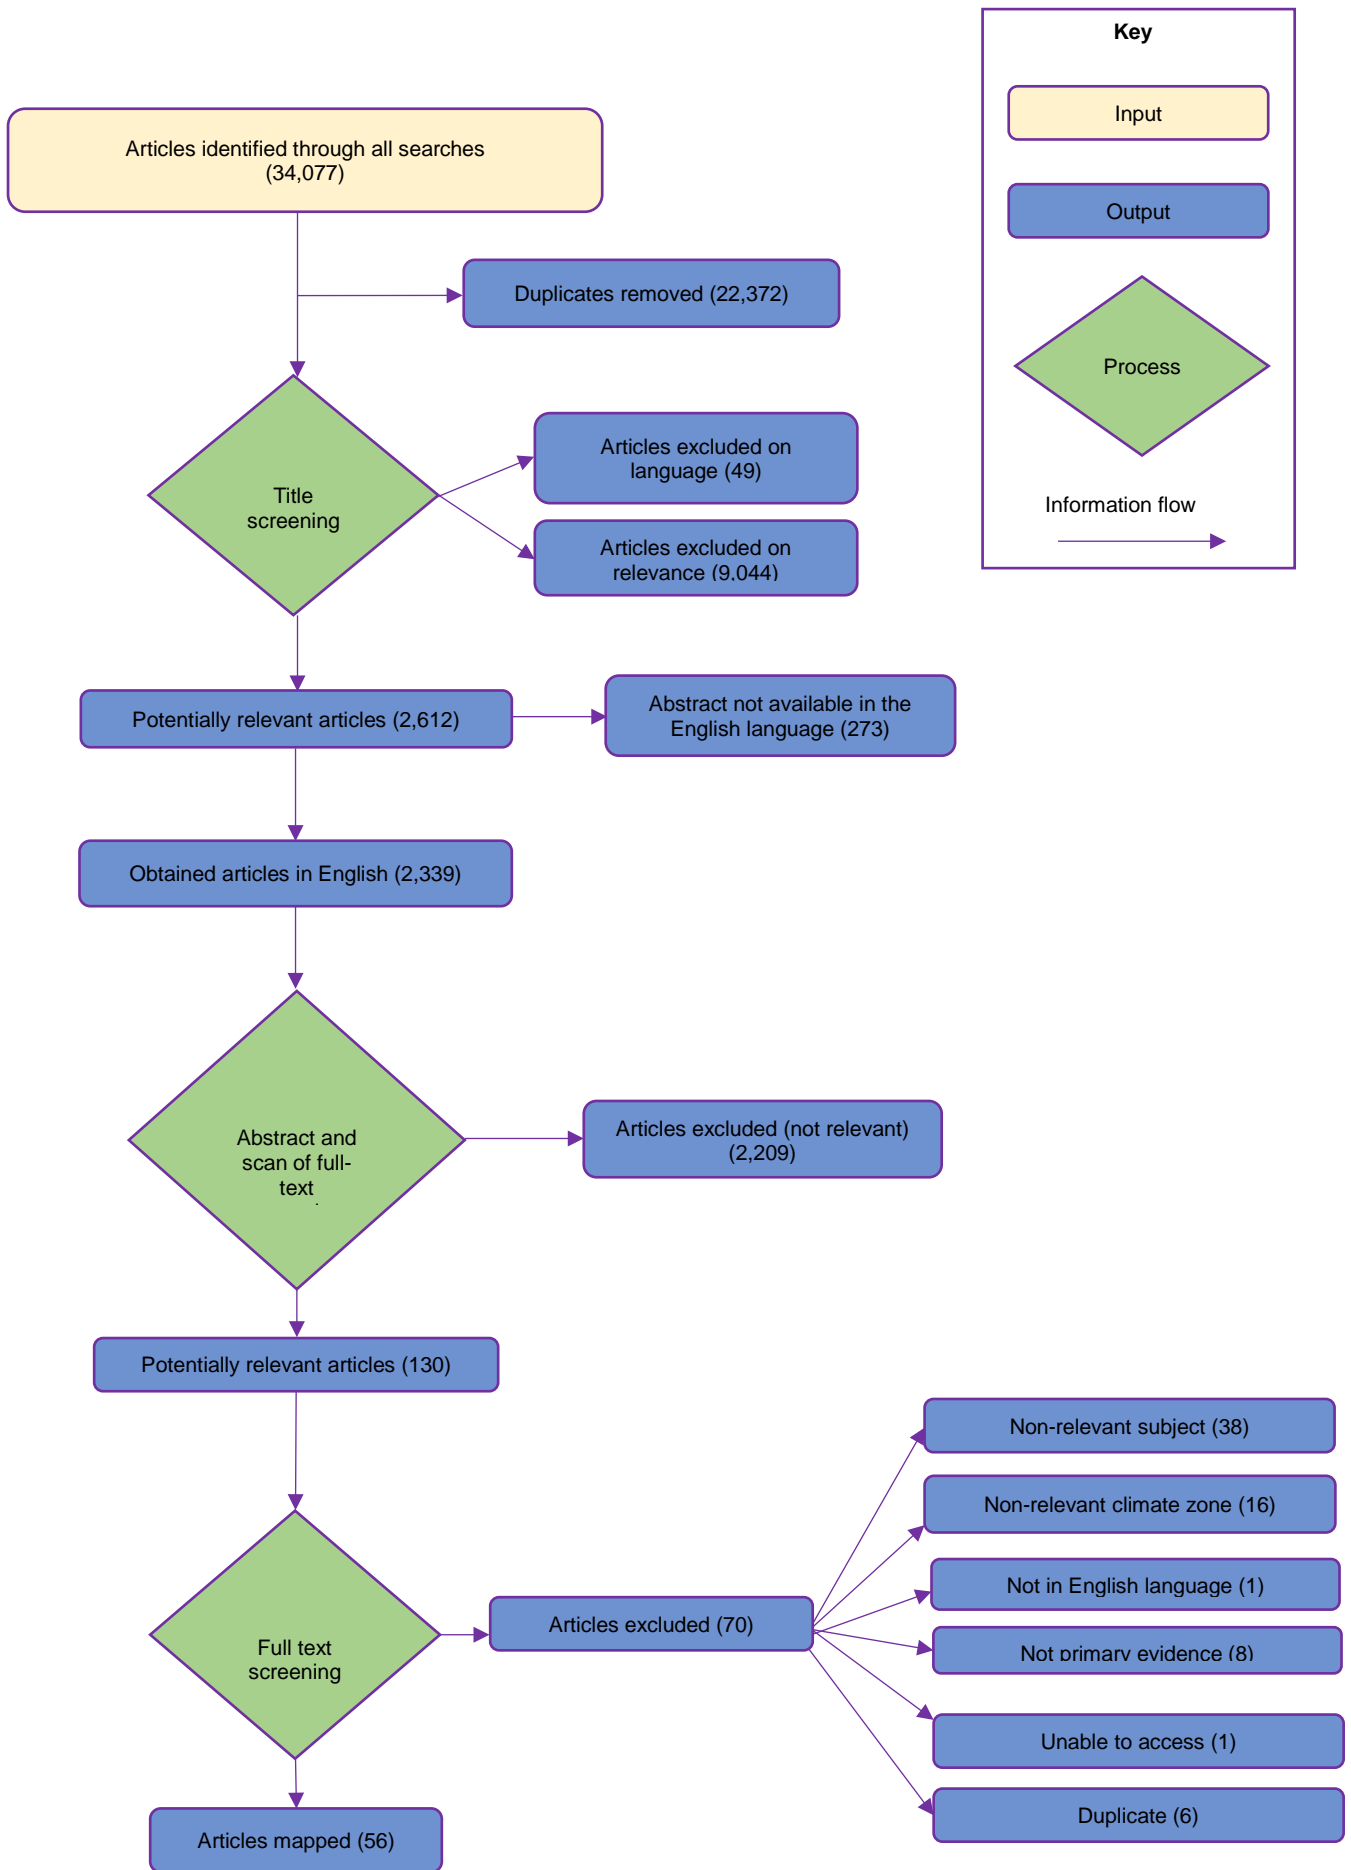 Key
Input
Output
Process
Information flow
Articles identified through all searches
(34,077)
Duplicates removed (22,372)
Title
screening
Articles excluded on
language (49)
Articles excluded on
relevance (9,044)
Potentially relevant articles (2,612)
Abstract not available in the
English language (273)
Obtained articles in English (2,339)
Abstract and
scan of full-
text
Articles excluded (not relevant)
(2,209)
Potentially relevant articles (130)
Full text
screening
Articles excluded (70)
Non-relevant subject (38)
Non-relevant climate zone (16)
Not in English language (1)
Not primary evidence (8)
Unable to access (1)
Duplicate (6)
Articles mapped (56)